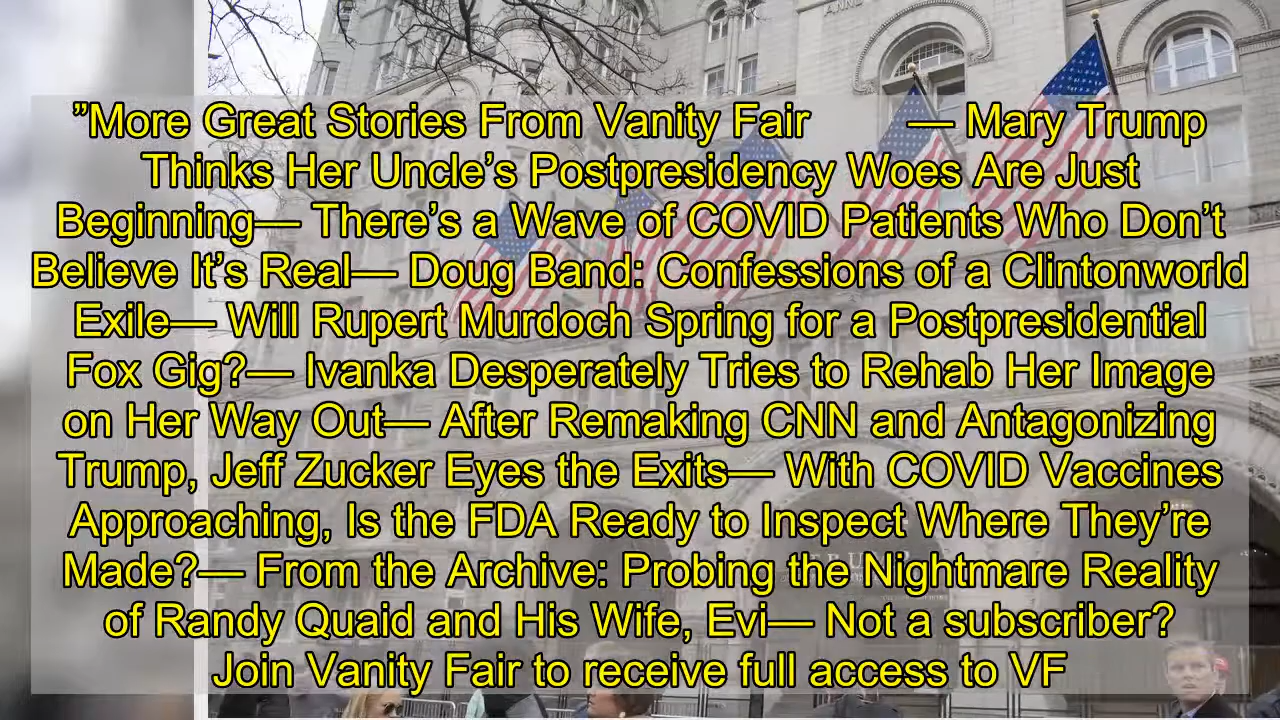 ”More Great Stories From Vanity Fair — Mary Trump
Thinks Her Uncle’s Postpresidency Woes Are Just
Beginning— There’s a Wave of COVID Patients Who Don’t
Believe It’s Real— Doug Band: Confessions of a Clintonworld
Exile— Will Rupert Murdoch Spring for a Postpresidential
Fox Gig?— Ivanka Desperately Tries to Rehab Her Image
on Her Way Out— After Remaking CNN and Antagonizing
Trump, Jeff Zucker Eyes the Exits— With COVID Vaccines
Approaching, Is the FDA Ready to Inspect Where They’re
Made?— From the Archive: Probing the Nightmare Reality
of Randy Quaid and His Wife, Evi— Not a subscriber?
Join Vanity Fair to receive full access to VF